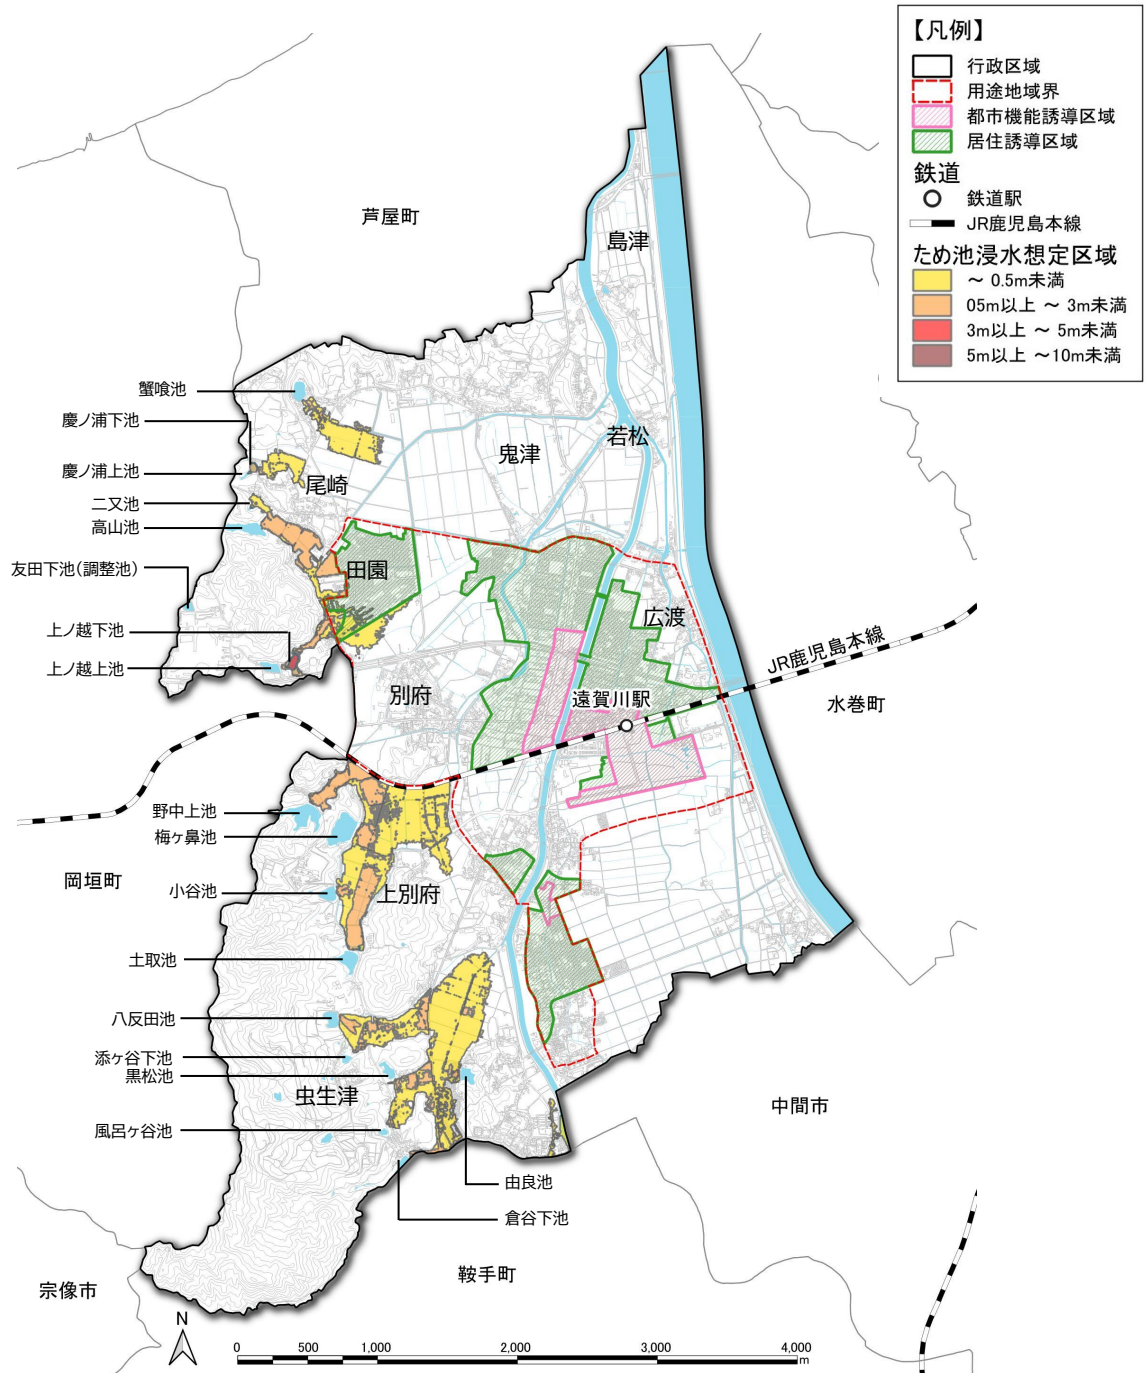 【凡例】
行政区域
用途地域界
都市機能誘導区域
居住誘導区域
鉄道
鉄道駅
JR鹿児島本線
ため池浸水想定区域
～ 0.5m未満
05m以上 ～ 3m未満
3m以上 ～ 5m未満
5m以上 ～10m未満
芦屋町
島津
蟹喰池
慶ノ浦下池
若松
鬼津
慶ノ浦上池
尾崎
二又池
高山池
友田下池(調整池)
田園
広渡
上ノ越下池
JR鹿児島本線
上ノ越上池
別府
遠賀川駅
水巻町
野中上池
梅ヶ鼻池
岡垣町
小谷池
上別府
土取池
八反田池
添ヶ谷下池
黒松池
虫生津
中間市
風呂ヶ谷池
由良池
倉谷下池
鞍手町
宗像市
N
0 500 1,000 2,000 3,000 4,000
m